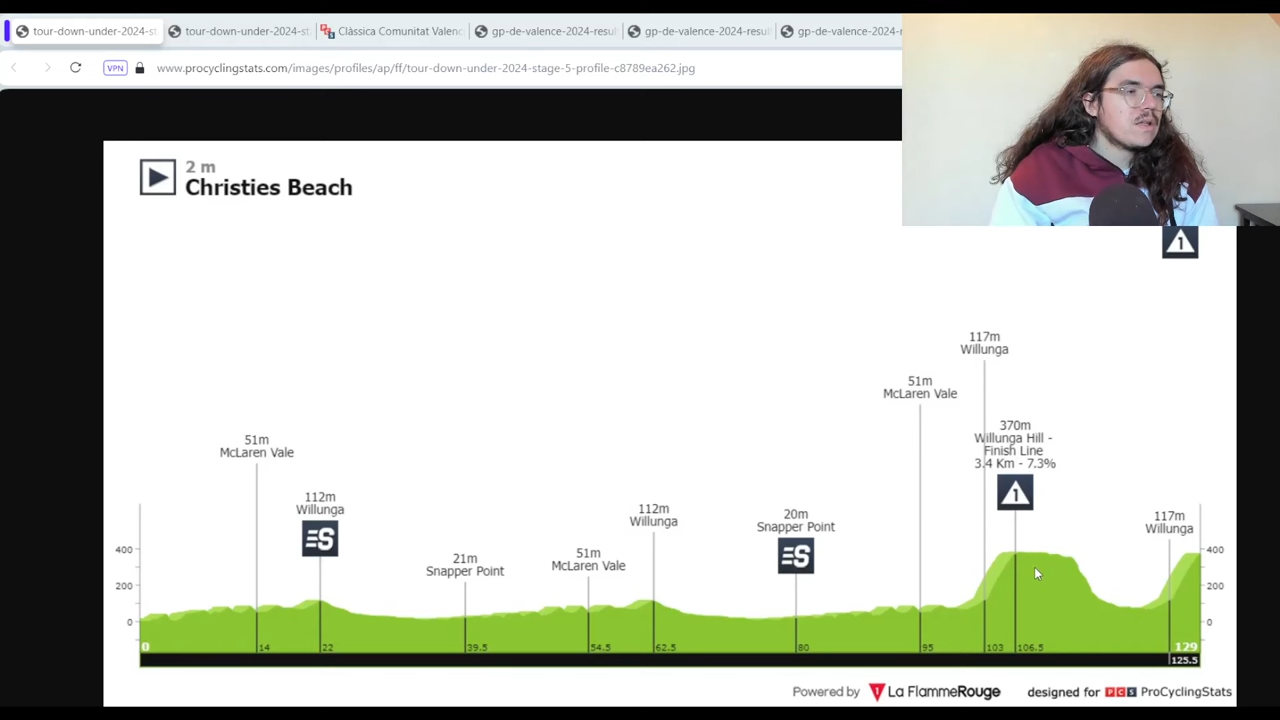 tour-down-under-2024-st
tour-down-under-2024-st
Clàssica Comunitat Valenc
gp-de-valence-2024-resu
gp-de-valence-2024-resul
gp-de-valence-2024-r
VPN
www.procyclingstats.com/images/profiles/ap/ff/tour-down-under-2024-stage-5-profile-c8789ea262.jpg
2 m
Christies Beach
1
117m
Willunga
51m
McLaren Vale
370m
Willunga Hill -
Finish Line
3.4 Km - 7.3%
1
51m
McLaren Vale
112m
Willunga
S
112m
Willunga
20m
Snapper Point
S
117m
Willunga
21m
Snapper Point
51m
McLaren Vale
400
200
0
400
200
0
0
14
22
39.5
54.5
62.5
80
95
103
106.5
129
125.5
Powered by
La FlammeRouge
designed for
PCS
ProCyclingStats